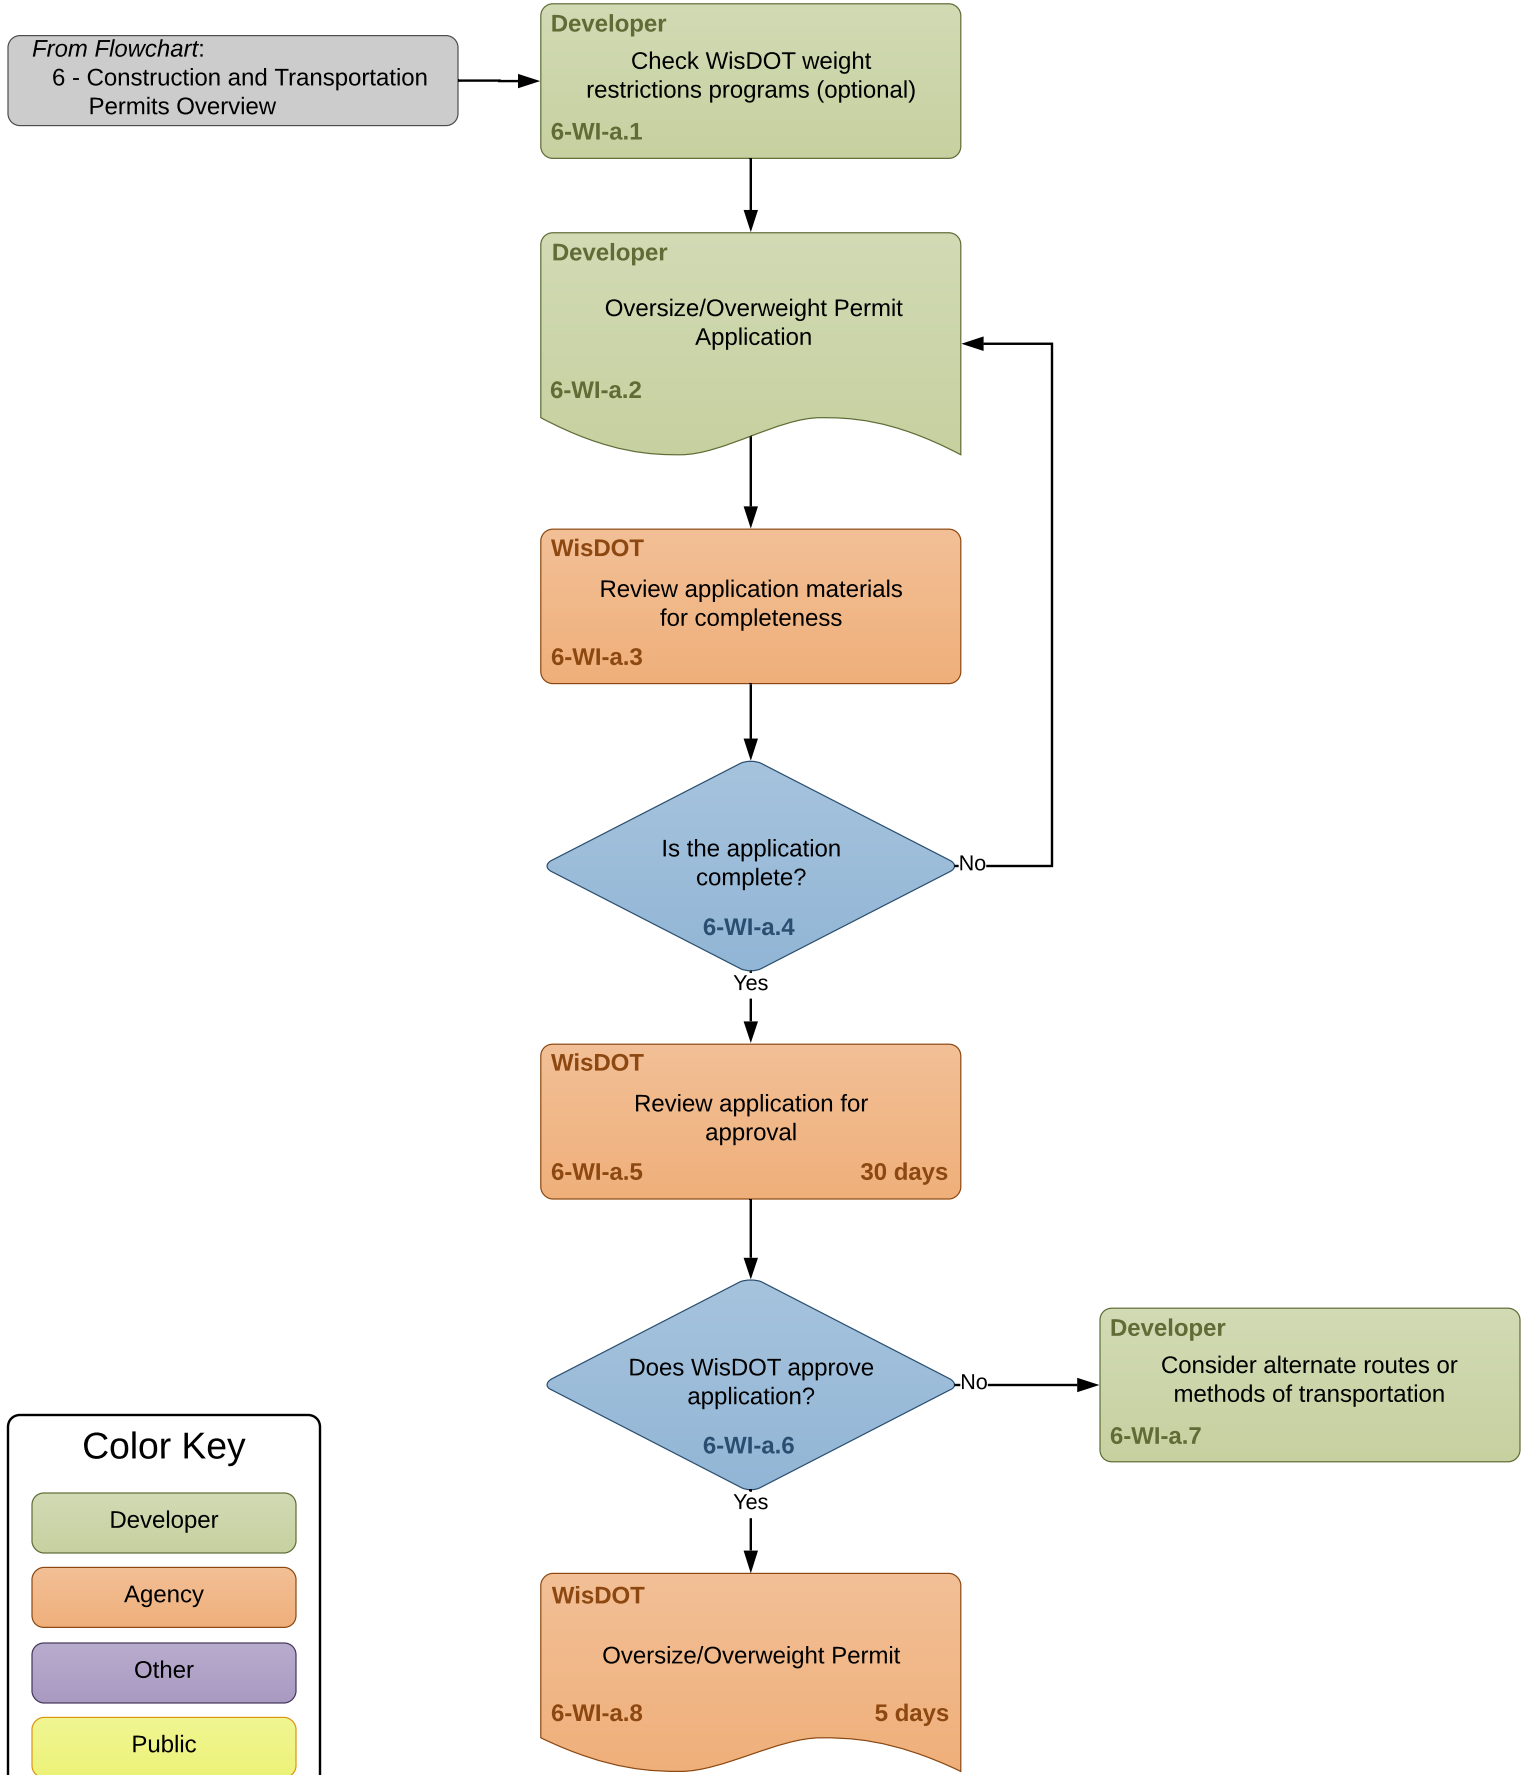 From Flowchart:
6 - Construction and Transportation
Permits Overview
Developer
Check WisDOT weight
restrictions programs (optional)
6-WI-a.1
Developer
Oversize/Overweight Permit
Application
6-WI-a.2
WisDOT
Review application materials
for completeness
6-WI-a.3
Is the application
complete?
6-WI-a.4
No
Yes
WisDOT
Review application for
approval
6-WI-a.5 30 days
Does WisDOT approve
application?
6-WI-a.6
No
Developer
Consider alternate routes or
methods of transportation
6-WI-a.7
Yes
WisDOT
Oversize/Overweight Permit
6-WI-a.8 5 days
Color Key
Developer
Agency
Other
Public